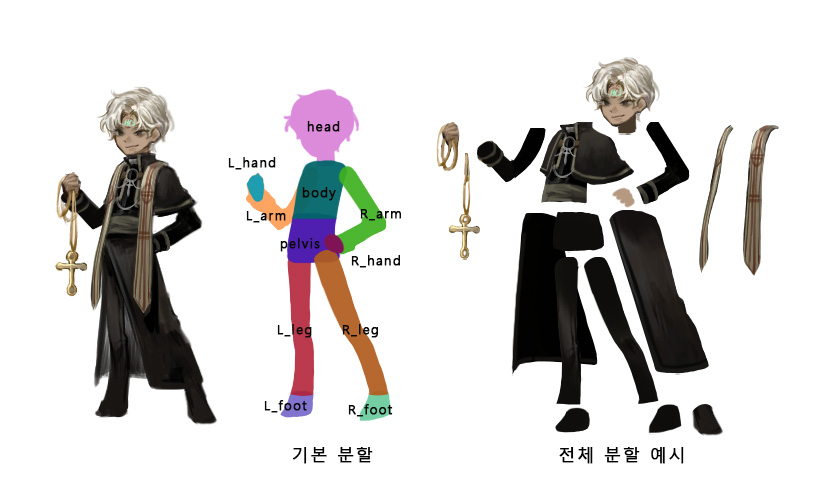 head
L_hand
body
L_arm
R_arm
pelvis
R_hand
L_leg
R_leg
L_foot
R_foot
기본 분할
전체 분할 예시